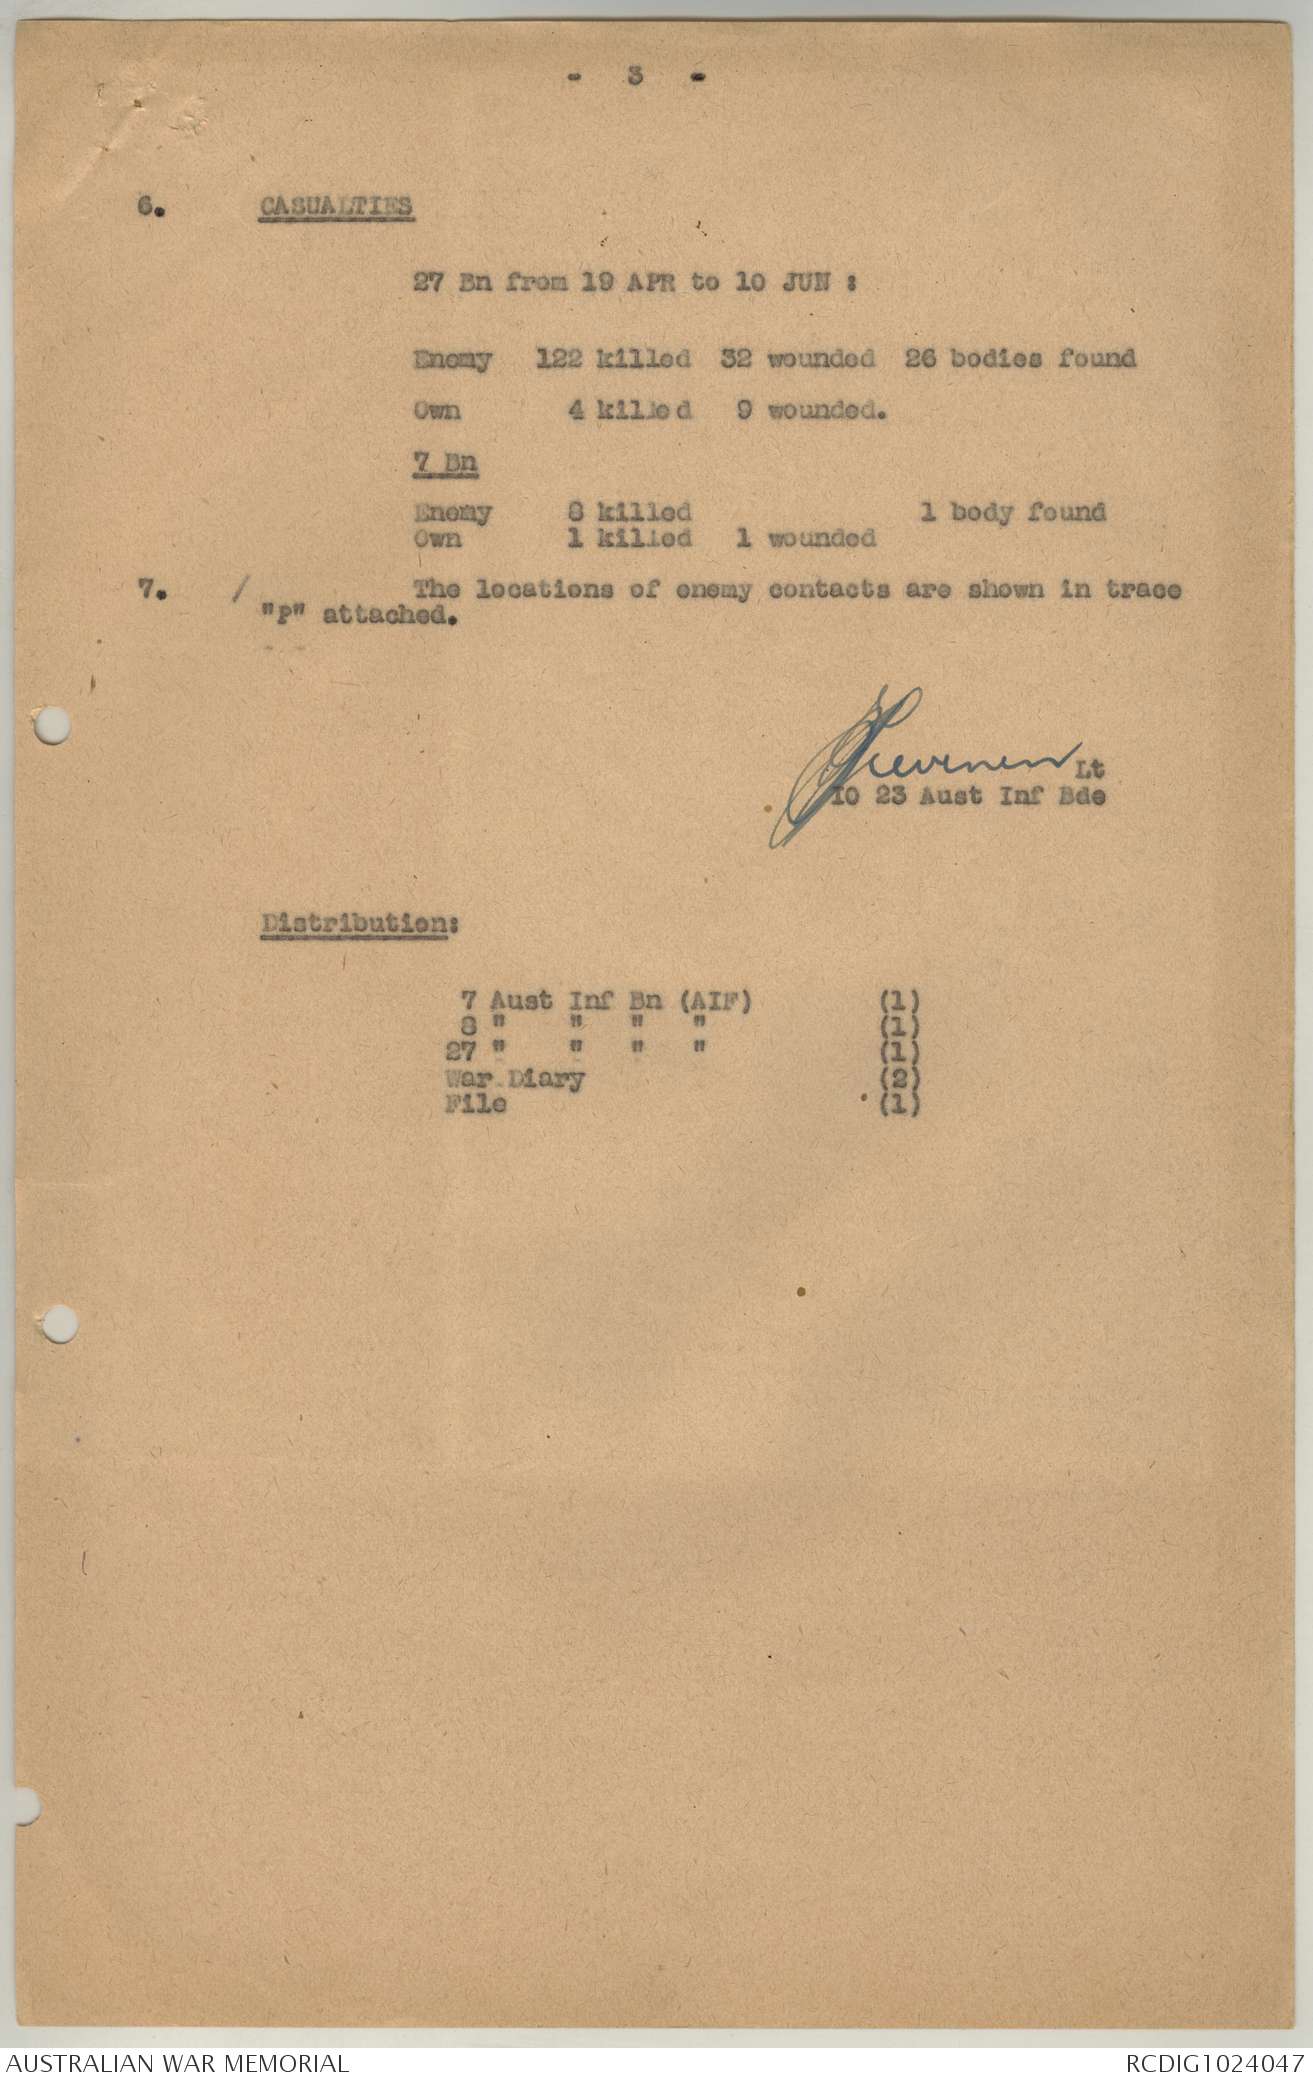 - 3 -
6. CASUALTIES
27 Bn from 19 APR to 10 JUN :
Enemy 122 killed 32 wounded 26 bodies found
Own 4 killed 9 wounded.
7 Bn
Enemy 8 killed 1 body found
Own 1 killed 1 wounded
7. / The locations of enemy contacts are shown in trace
"P" attached.
Lt
IO 23 Aust Inf Bde
Distribution:
7 Aust Inf Bn (AIF) (1)
8 " " " " (1)
27 " " " " (1)
War Diary (2)
File (1)
AUSTRALIAN WAR MEMORIAL RCDIG1024047